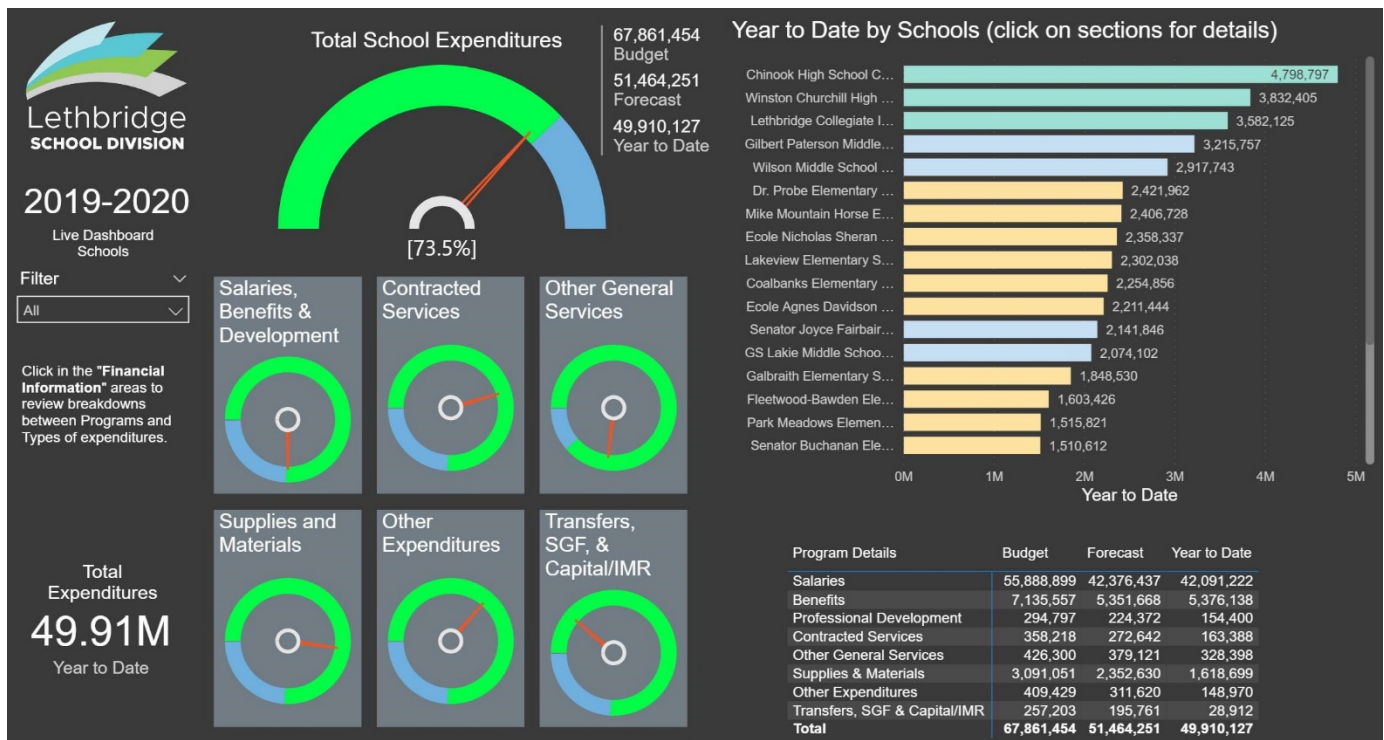 Lethbridge
SCHOOL DIVISION
2019-2020
Live Dashboard
Schools
Filter
All
Click in the "Financial
Information" areas to
review breakdowns
between Programs and
Types of expenditures.
Total
Expenditures
49.91M
Year to Date
Total School Expenditures
[73.5%]
67,861,454
Budget
51,464,251
Forecast
49,910,127
Year to Date
Salaries,
Benefits &
Development
Contracted
Services
Other General
Services
Supplies and
Materials
Other
Expenditures
Transfers,
SGF, &
Capital/IMR
Year to Date by Schools (click on sections for details)
Chinook High School C... 4,798,797
Winston Churchill High ... 3,832,405
Lethbridge Collegiate I... 3,582,125
Gilbert Paterson Middle... 3,215,757
Wilson Middle School ... 2,917,743
Dr. Probe Elementary ... 2,421,962
Mike Mountain Horse E... 2,406,728
Ecole Nicholas Sheran ... 2,358,337
Lakeview Elementary S... 2,302,038
Coalbanks Elementary ... 2,254,856
Ecole Agnes Davidson ... 2,211,444
Senator Joyce Fairbair... 2,141,846
GS Lakie Middle Schoo... 2,074,102
Galbraith Elementary S... 1,848,530
Fleetwood-Bawden Ele... 1,603,426
Park Meadows Elemen... 1,515,821
Senator Buchanan Ele... 1,510,612
0M 1M 2M 3M 4M 5M
Year to Date
Program Details Budget Forecast Year to Date
Salaries 55,888,899 42,376,437 42,091,222
Benefits 7,135,557 5,351,668 5,376,138
Professional Development 294,797 224,372 154,400
Contracted Services 358,218 272,642 163,388
Other General Services 426,300 379,121 328,398
Supplies & Materials 3,091,051 2,352,630 1,618,699
Other Expenditures 409,429 311,620 148,970
Transfers, SGF & Capital/IMR 257,203 195,761 28,912
Total 67,861,454 51,464,251 49,910,127